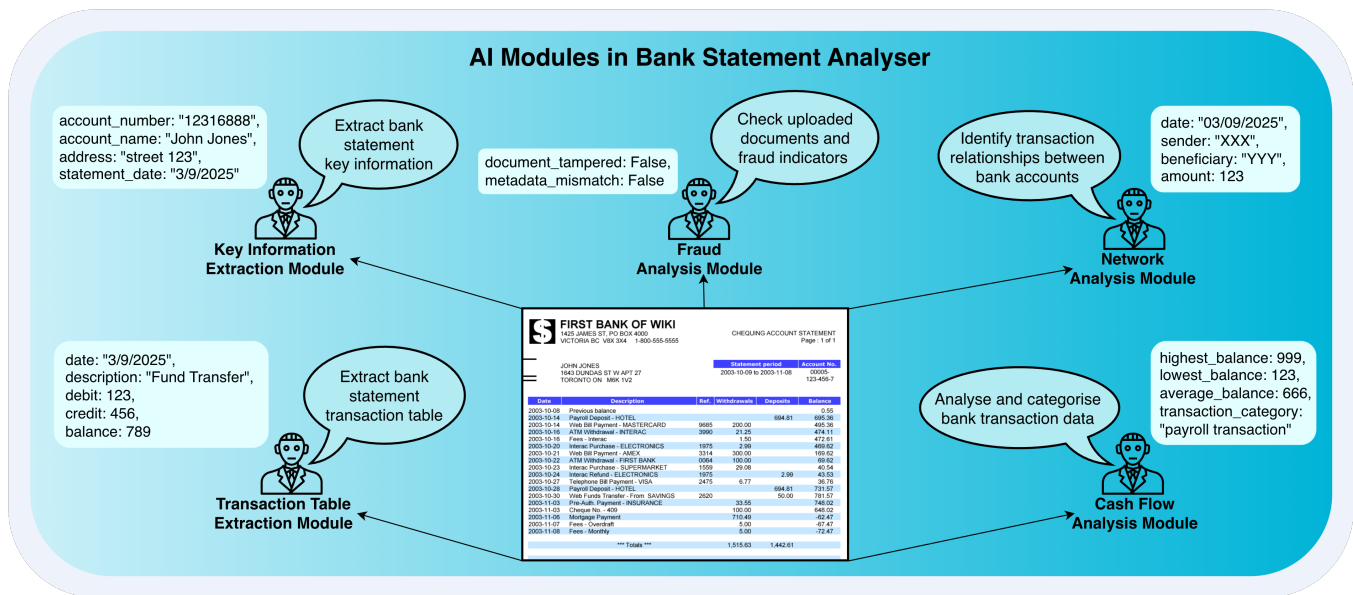 AI Modules in Bank Statement Analyser
account_number: "12316888",
account_name: "John Jones",
address: "street 123",
statement_date: "3/9/2025"
Extract bank
statement
key information
Key Information
Extraction Module
document_tampered: False,
metadata_mismatch: False
Check uploaded
documents and
fraud indicators
Fraud
Analysis Module
Identify transaction
relationships between
bank accounts
date: "03/09/2025",
sender: "XXX",
beneficiary: "YYY",
amount: 123
Network
Analysis Module
date: "3/9/2025",
description: "Fund Transfer",
debit: 123,
credit: 456,
balance: 789
Extract bank
statement
transaction table
Transaction Table
Extraction Module
$ FIRST BANK OF WIKI
1425 JAMES ST, PO BOX 4000
VICTORIA BC V8X 3X4 1-800-555-5555
CHEQUING ACCOUNT STATEMENT
Page : 1 of 1
JOHN JONES
1643 DUNDAS ST W APT 27
TORONTO ON M6K 1V2
Statement period Account No.
2003-10-09 to 2003-11-08 00005-
123-456-7
Date Description Ref. Withdrawals Deposits Balance
2003-10-08 Previous balance 0.55
2003-10-14 Payroll Deposit - HOTEL 694.81 695.36
2003-10-14 Web Bill Payment - MASTERCARD 9685 200.00 495.36
2003-10-16 ATM Withdrawal - INTERAC 3990 21.25 474.11
2003-10-16 Fees - Interac 1.50 472.61
2003-10-20 Interac Purchase - ELECTRONICS 1975 2.99 469.62
2003-10-21 Web Bill Payment - AMEX 3314 300.00 169.62
2003-10-22 ATM Withdrawal - FIRST BANK 0064 100.00 69.62
2003-10-23 Interac Purchase - SUPERMARKET 1559 29.08 40.54
2003-10-24 Interac Refund - ELECTRONICS 1975 2.99 43.53
2003-10-27 Telephone Bill Payment - VISA 2475 6.77 36.76
2003-10-28 Payroll Deposit - HOTEL 694.81 731.57
2003-10-30 Web Funds Transfer - From SAVINGS 2620 50.00 781.57
2003-11-03 Pre-Auth. Payment - INSURANCE 33.55 748.02
2003-11-03 Cheque No. - 409 100.00 648.02
2003-11-06 Mortgage Payment 710.49 -62.47
2003-11-07 Fees - Overdraft 5.00 -67.47
2003-11-08 Fees - Monthly 5.00 -72.47
*** Totals *** 1,515.63 1,442.61
Analyse and categorise
bank transaction data
highest_balance: 999,
lowest_balance: 123,
average_balance: 666,
transaction_category:
"payroll transaction"
Cash Flow
Analysis Module